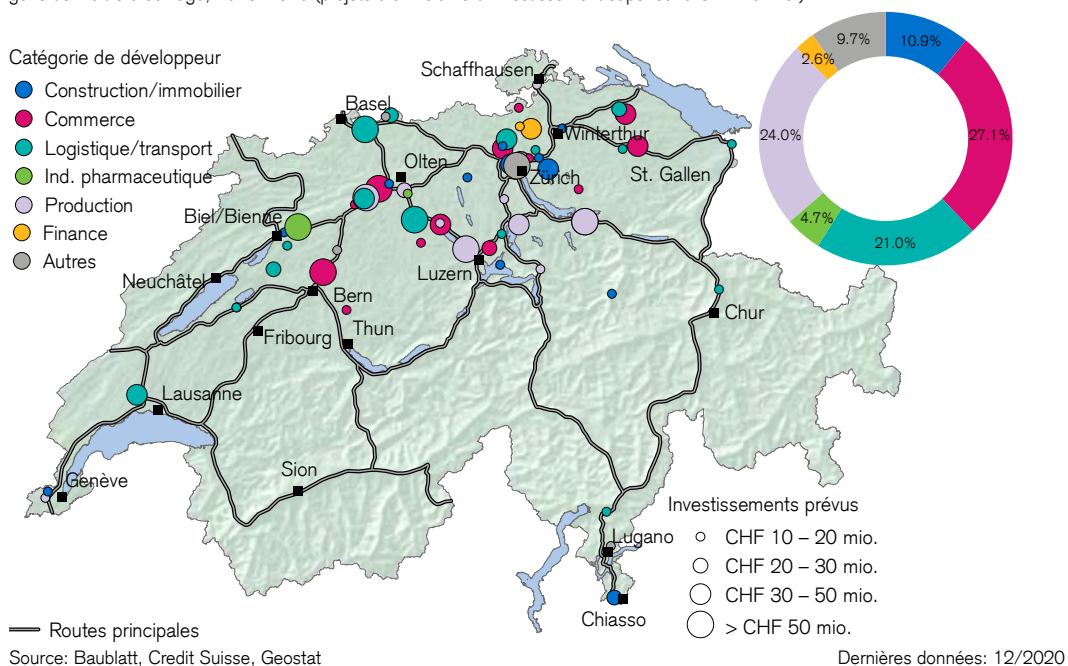 Catégorie de développeur
Construction/immobilier
Commerce
Logistique/transport
Ind. pharmaceutique
Production
Finance
Autres
Schaffhausen
Basel
Winterthur
Olten
Zürich
St. Gallen
Biel/Bienne
Neuchâtel
Luzern
Bern
Chur
Fribourg
Thun
Lausanne
Sion
Genève
Lugano
Chiasso
9.7%
10.9%
2.6%
24.0%
27.1%
4.7%
21.0%
Investissements prévus
CHF 10 – 20 mio.
CHF 20 – 30 mio.
CHF 30 – 50 mio.
> CHF 50 mio.
Routes principales
Source: Baublatt, Credit Suisse, Geostat
Dernières données: 12/2020